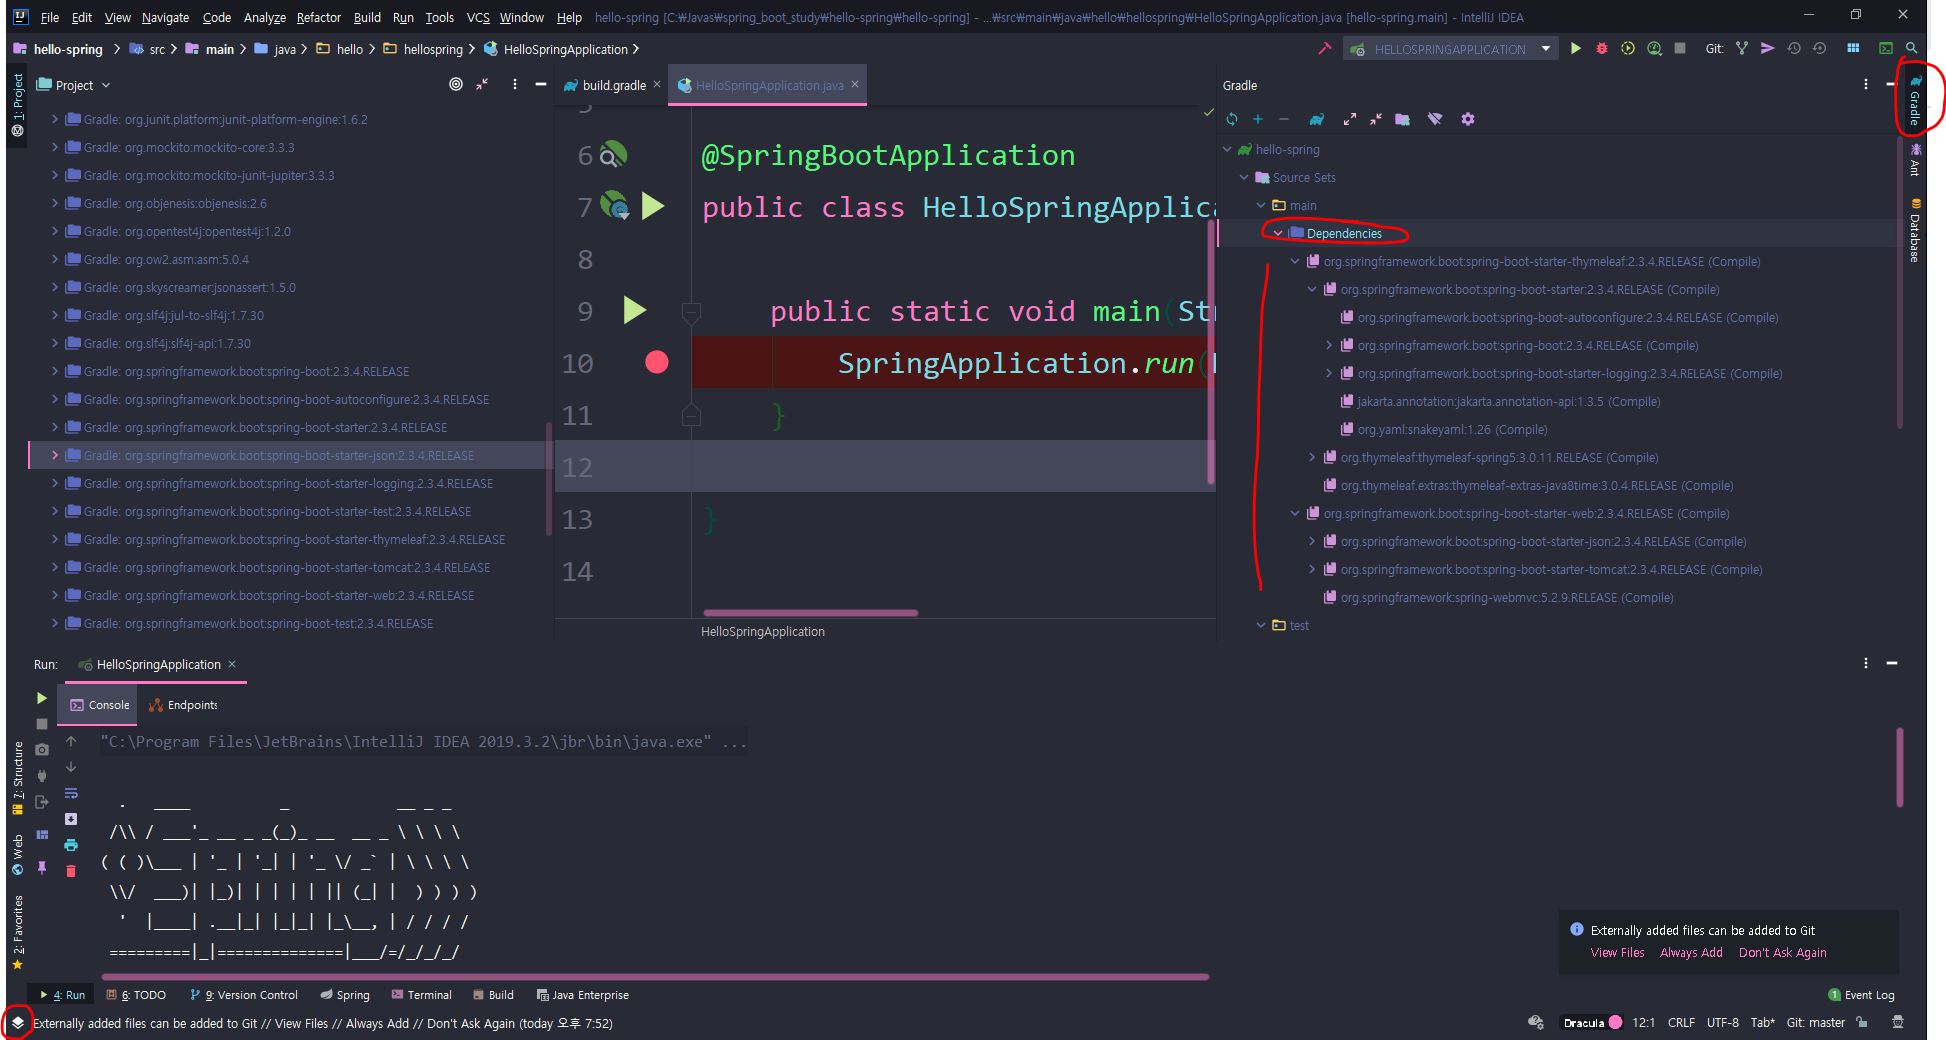 File Edit View Navigate Code Analyze Refactor Build Run Tools VCS Window Help hello-spring [C:₩Javas₩spring_boot_study₩hello-spring₩hello-spring] - ...₩src₩main₩java₩hello₩hellospring₩HelloSpringApplication.java [hello-spring.main] - IntelliJ IDEA
hello-spring src main java hello hellospring HelloSpringApplication HELLOSPRINGAPPLICATION Git:
1: Project
Project
Gradle: org.junit.platform:junit-platform-engine:1.6.2
Gradle: org.mockito:mockito-core:3.3.3
Gradle: org.mockito:mockito-junit-jupiter:3.3.3
Gradle: org.objenesis:objenesis:2.6
Gradle: org.opentest4j:opentest4j:1.2.0
Gradle: org.ow2.asm:asm:5.0.4
Gradle: org.skyscreamer:jsonassert:1.5.0
Gradle: org.slf4j:jul-to-slf4j:1.7.30
Gradle: org.slf4j:slf4j-api:1.7.30
Gradle: org.springframework.boot:spring-boot:2.3.4.RELEASE
Gradle: org.springframework.boot:spring-boot-autoconfigure:2.3.4.RELEASE
Gradle: org.springframework.boot:spring-boot-starter:2.3.4.RELEASE
Gradle: org.springframework.boot:spring-boot-starter-json:2.3.4.RELEASE
Gradle: org.springframework.boot:spring-boot-starter-logging:2.3.4.RELEASE
Gradle: org.springframework.boot:spring-boot-starter-test:2.3.4.RELEASE
Gradle: org.springframework.boot:spring-boot-starter-thymeleaf:2.3.4.RELEASE
Gradle: org.springframework.boot:spring-boot-starter-tomcat:2.3.4.RELEASE
Gradle: org.springframework.boot:spring-boot-starter-web:2.3.4.RELEASE
Gradle: org.springframework.boot:spring-boot-test:2.3.4.RELEASE
build.gradle HelloSpringApplication.java
6 @SpringBootApplication
7 public class HelloSpringApplica
8
9 public static void main(St
10 SpringApplication.run(
11 }
12
13 }
14
HelloSpringApplication
Gradle
hello-spring
Source Sets
main
Dependencies
org.springframework.boot:spring-boot-starter-thymeleaf:2.3.4.RELEASE (Compile)
org.springframework.boot:spring-boot-starter:2.3.4.RELEASE (Compile)
org.springframework.boot:spring-boot-autoconfigure:2.3.4.RELEASE (Compile)
org.springframework.boot:spring-boot:2.3.4.RELEASE (Compile)
org.springframework.boot:spring-boot-starter-logging:2.3.4.RELEASE (Compile)
jakarta.annotation:jakarta.annotation-api:1.3.5 (Compile)
org.yaml:snakeyaml:1.26 (Compile)
org.thymeleaf:thymeleaf-spring5:3.0.11.RELEASE (Compile)
org.thymeleaf.extras:thymeleaf-extras-java8time:3.0.4.RELEASE (Compile)
org.springframework.boot:spring-boot-starter-web:2.3.4.RELEASE (Compile)
org.springframework.boot:spring-boot-starter-json:2.3.4.RELEASE (Compile)
org.springframework.boot:spring-boot-starter-tomcat:2.3.4.RELEASE (Compile)
org.springframework:spring-webmvc:5.2.9.RELEASE (Compile)
test
Gradle
Ant
Database
Run: HelloSpringApplication
Console Endpoints
"C:\Program Files\JetBrains\IntelliJ IDEA 2019.3.2\jbr\bin\java.exe" ...
  .   ____          _            __ _ _
 /\\ / ___'_ __ _ _(_)_ __  __ _ \ \ \ \
( ( )\___ | '_ | '_| | '_ \/ _` | \ \ \ \
 \\/  ___)| |_)| | | | | || (_| |  ) ) ) )
  '  |____| .__|_| |_|_| |_\__, | / / / /
 =========|_|==============|___/=/_/_/_/
7: Structure
Web
2: Favorites
Externally added files can be added to Git
View Files Always Add Don't Ask Again
4: Run 6: TODO 9: Version Control Spring Terminal Build Java Enterprise 1 Event Log
Externally added files can be added to Git // View Files // Always Add // Don't Ask Again (today 오후 7:52) Dracula 12:1 CRLF UTF-8 Tab* Git: master